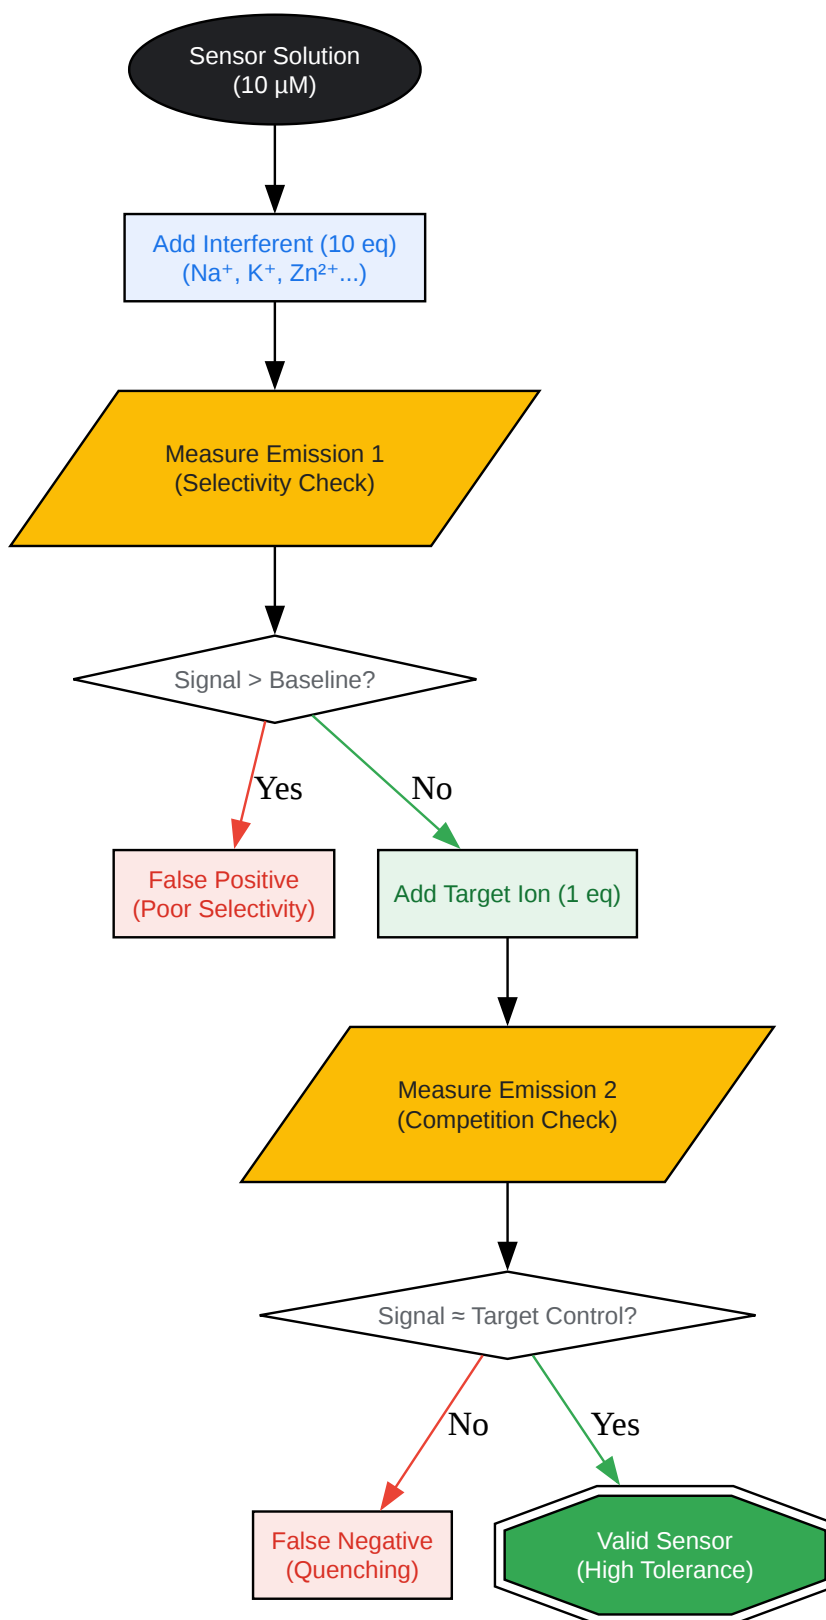 Sensor Solution
(10 µM)
Add Interferent (10 eq)
(Na⁺, K⁺, Zn²⁺...)
Measure Emission 1
(Selectivity Check)
Signal > Baseline?
Yes
No
False Positive
(Poor Selectivity)
Add Target Ion (1 eq)
Measure Emission 2
(Competition Check)
Signal ≈ Target Control?
No
Yes
False Negative
(Quenching)
Valid Sensor
(High Tolerance)